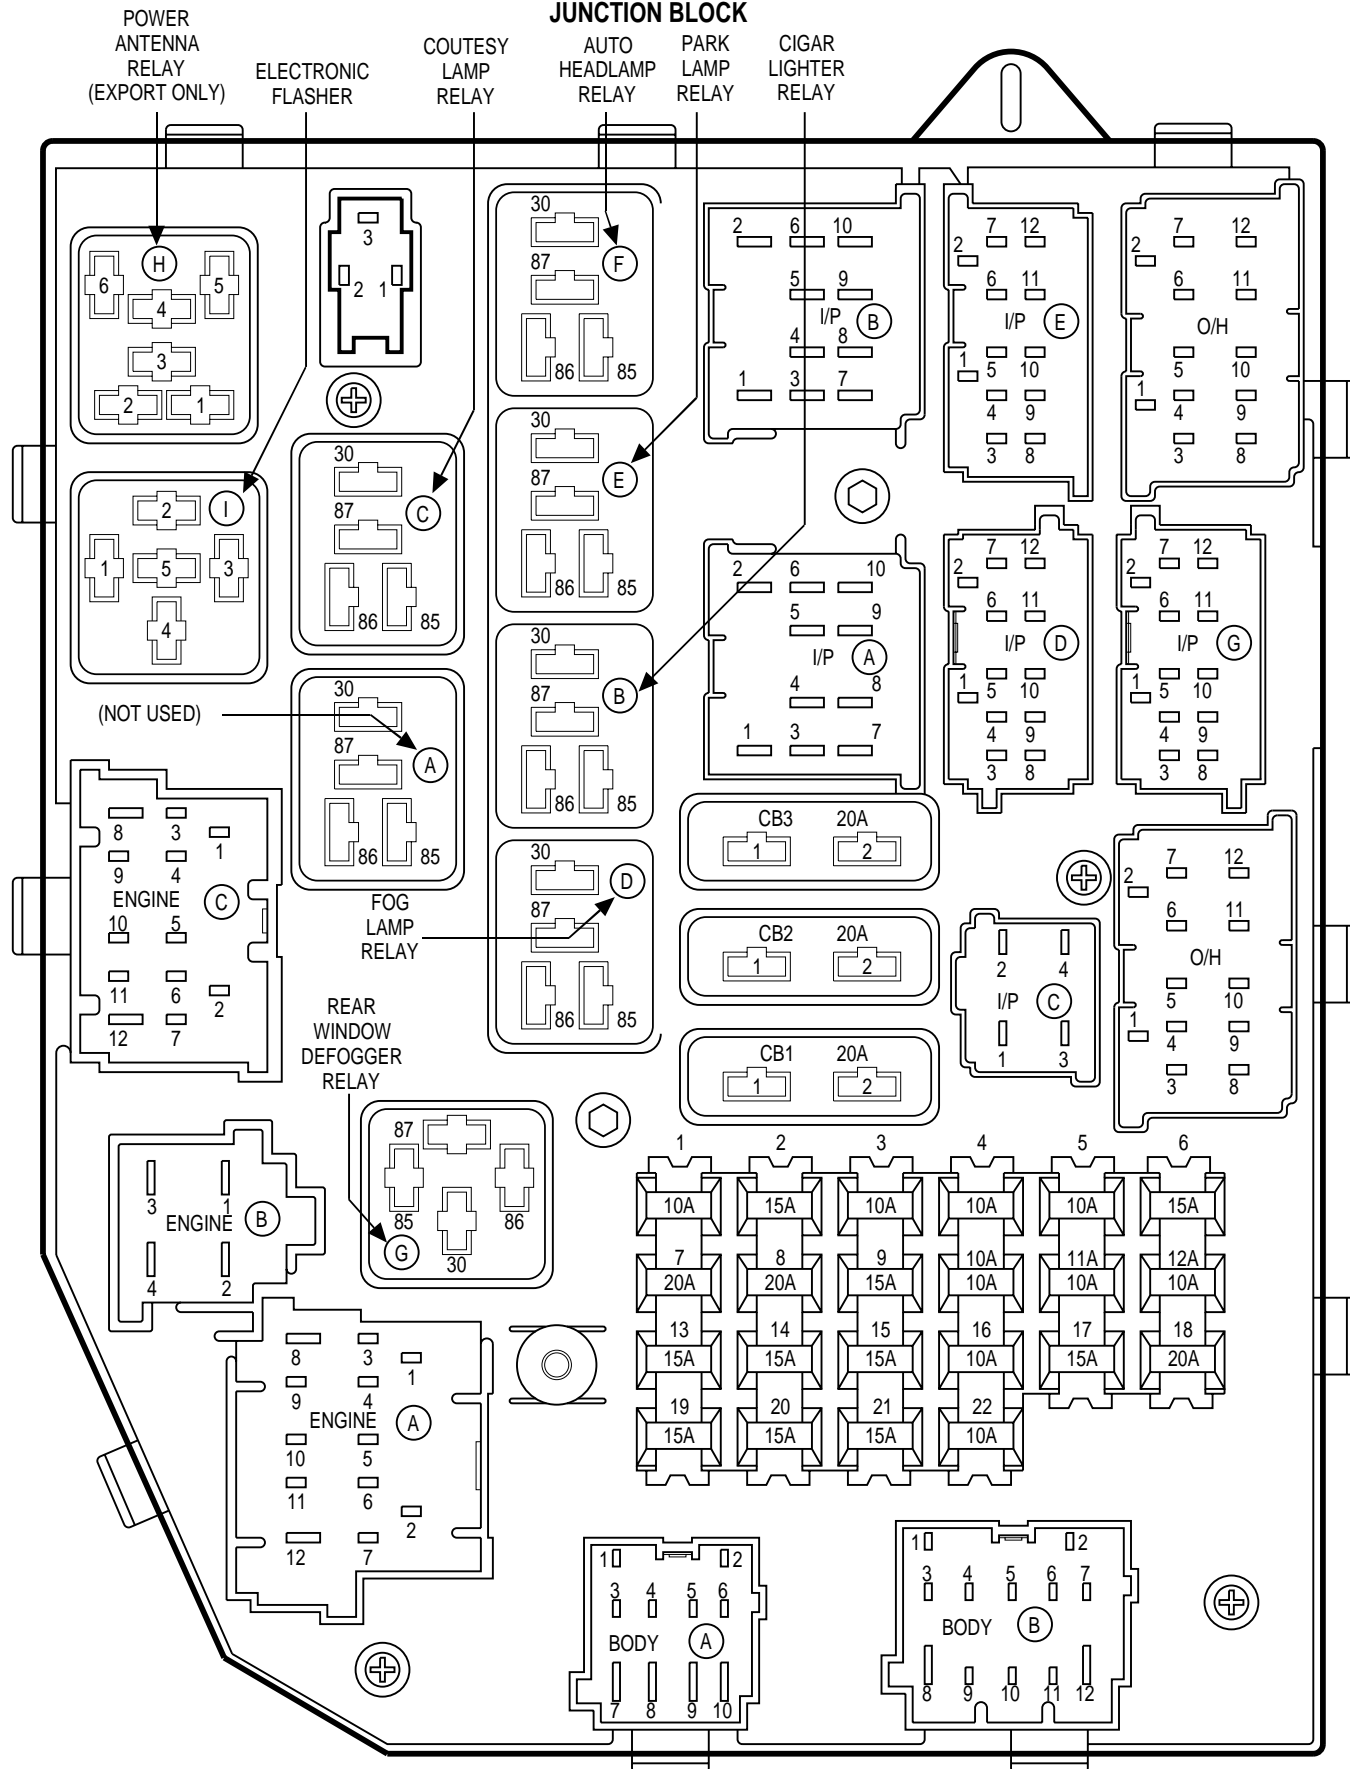 JUNCTION BLOCK
POWER
ANTENNA
RELAY
(EXPORT ONLY)
ELECTRONIC
FLASHER
COUTESY
LAMP
RELAY
AUTO
HEADLAMP
RELAY
PARK
LAMP
RELAY
CIGAR
LIGHTER
RELAY
H
6 5
4
3
2 1
3
2 1
30
F
87
86 85
2 6 10
5 9
I/P B
4 8
1 3 7
7 12
2
6 11
I/P E
1 5 10
4 9
3 8
7 12
2
6 11
O/H
5 10
1
4 9
3 8
2 I
1 5 3
4
30
87 C
86 85
30
87 E
86 85
2 6 10
5 9
I/P A
4 8
1 3 7
7 12
2
6 11
I/P D
1 5 10
4 9
3 8
7 12
2
6 11
I/P G
1 5 10
4 9
3 8
(NOT USED)
30
87 A
86 85
30
87 B
86 85
8 3 1
9 4
ENGINE C
10 5
11 6 2
12 7
FOG
LAMP
RELAY
30
D
87
86 85
CB3 20A
1 2
CB2 20A
1 2
CB1 20A
1 2
2 4
I/P C
1 3
7 12
2
6 11
O/H
5 10
1
4 9
3 8
REAR
WINDOW
DEFOGGER
RELAY
87
85 86
G 30
3 1
ENGINE B
4 2
1 2 3 4 5 6
10A 15A 10A 10A 10A 15A
7 8 9 10A 11A 12A
20A 20A 15A 10A 10A 10A
13 14 15 16 17 18
15A 15A 15A 10A 15A 20A
19 20 21 22
15A 15A 15A 10A
8 3 1
9 4
ENGINE A
10 5
11 6
2
12 7
1 2
3 4 5 6
BODY A
7 8 9 10
1 2
3 4 5 6 7
BODY B
8 9 10 11 12